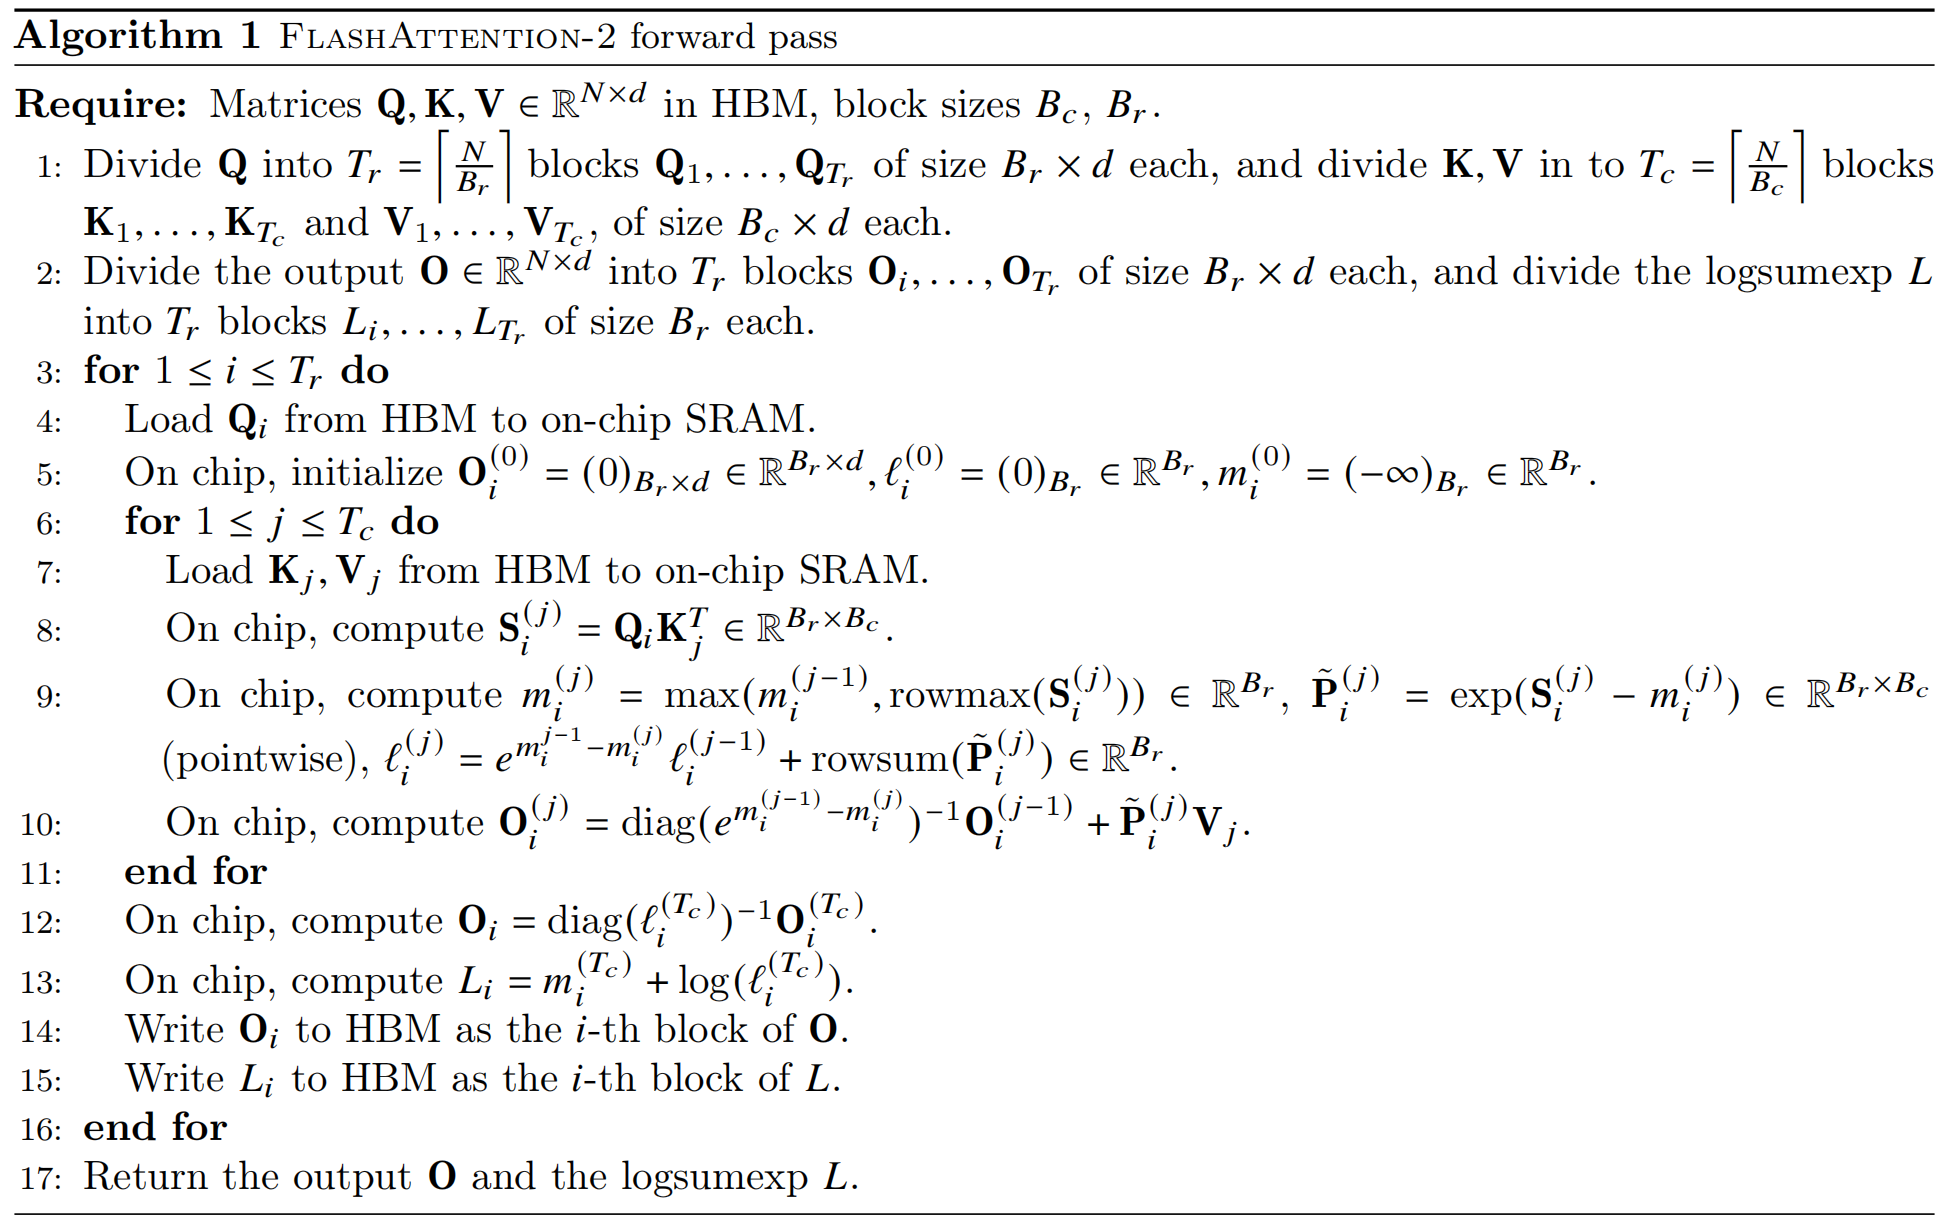 Algorithm 1 FlashAttention-2 forward pass
Require: Matrices Q, K, V ∈ ℝ^{N×d} in HBM, block sizes B_c, B_r.
1: Divide Q into T_r = ⌈N/B_r⌉ blocks Q_1, …, Q_{T_r} of size B_r × d each, and divide K, V in to T_c = ⌈N/B_c⌉ blocks
K_1, …, K_{T_c} and V_1, …, V_{T_c}, of size B_c × d each.
2: Divide the output O ∈ ℝ^{N×d} into T_r blocks O_i, …, O_{T_r} of size B_r × d each, and divide the logsumexp L
into T_r blocks L_i, …, L_{T_r} of size B_r each.
3: for 1 ≤ i ≤ T_r do
4: Load Q_i from HBM to on-chip SRAM.
5: On chip, initialize O_i^{(0)} = (0)_{B_r×d} ∈ ℝ^{B_r×d}, ℓ_i^{(0)} = (0)_{B_r} ∈ ℝ^{B_r}, m_i^{(0)} = (−∞)_{B_r} ∈ ℝ^{B_r}.
6: for 1 ≤ j ≤ T_c do
7: Load K_j, V_j from HBM to on-chip SRAM.
8: On chip, compute S_i^{(j)} = Q_i K_j^T ∈ ℝ^{B_r×B_c}.
9: On chip, compute m_i^{(j)} = max(m_i^{(j−1)}, rowmax(S_i^{(j)})) ∈ ℝ^{B_r}, P̃_i^{(j)} = exp(S_i^{(j)} − m_i^{(j)}) ∈ ℝ^{B_r×B_c}
(pointwise), ℓ_i^{(j)} = e^{m_i^{j−1}−m_i^{(j)}} ℓ_i^{(j−1)} + rowsum(P̃_i^{(j)}) ∈ ℝ^{B_r}.
10: On chip, compute O_i^{(j)} = diag(e^{m_i^{(j−1)}−m_i^{(j)}})^{−1} O_i^{(j−1)} + P̃_i^{(j)} V_j.
11: end for
12: On chip, compute O_i = diag(ℓ_i^{(T_c)})^{−1} O_i^{(T_c)}.
13: On chip, compute L_i = m_i^{(T_c)} + log(ℓ_i^{(T_c)}).
14: Write O_i to HBM as the i-th block of O.
15: Write L_i to HBM as the i-th block of L.
16: end for
17: Return the output O and the logsumexp L.